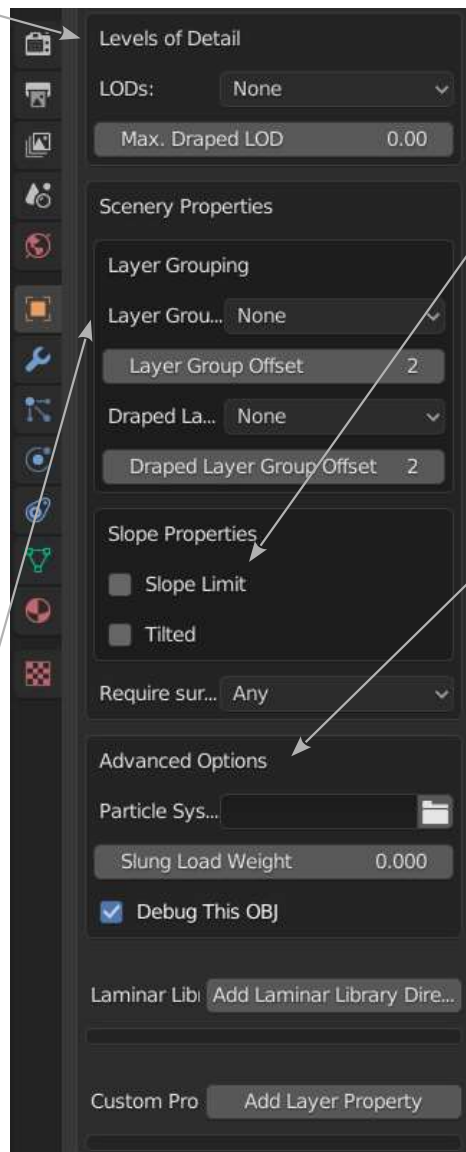 Levels of Detail
LODs: None
Max. Draped LOD 0.00
Scenery Properties
Layer Grouping
Layer Grou... None
Layer Group Offset 2
Draped La... None
Draped Layer Group Offset 2
Slope Properties
Slope Limit
Tilted
Require sur... Any
Advanced Options
Particle Sys...
Slung Load Weight 0.000
Debug This OBJ
Laminar Lib Add Laminar Library Dire...
Custom Pro Add Layer Property